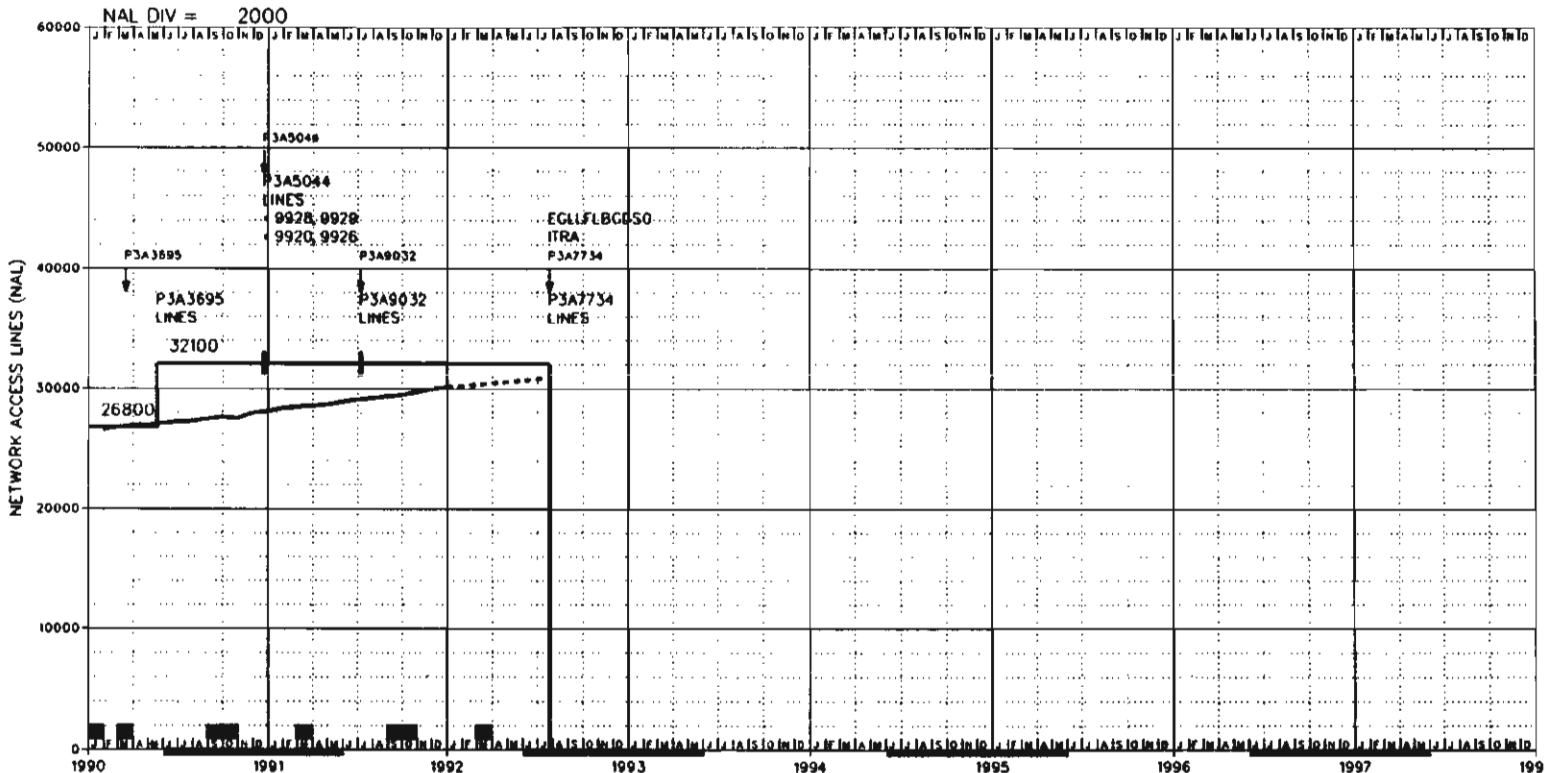 NAL DIV = 2000
60000
J F M A M J J A S O N D J F M A M J J A S O N D J F M A M J J A S O N D J F M A M J J A S O N D J F M A M J J A S O N D J F M A M J J A S O N D J F M A M J J A S O N D J F M A M J J A S O N D
50000
P3A5044
LINES
9928, 9929
9920, 9926
EGLLFLBGDS0
ITRA
P3A3695
P3A9032
P3A7734
40000
P3A3695
LINES
P3A9032
LINES
P3A7734
LINES
32100
30000
26800
NETWORK ACCESS LINES (NAL)
20000
10000
0
J F M A M J J A S O N D J F M A M J J A S O N D J F M A M J J A S O N D J F M A M J J A S O N D J F M A M J J A S O N D J F M A M J J A S O N D J F M A M J J A S O N D J F M A M J J A S O N D
1990 1991 1992 1993 1994 1995 1996 1997 199